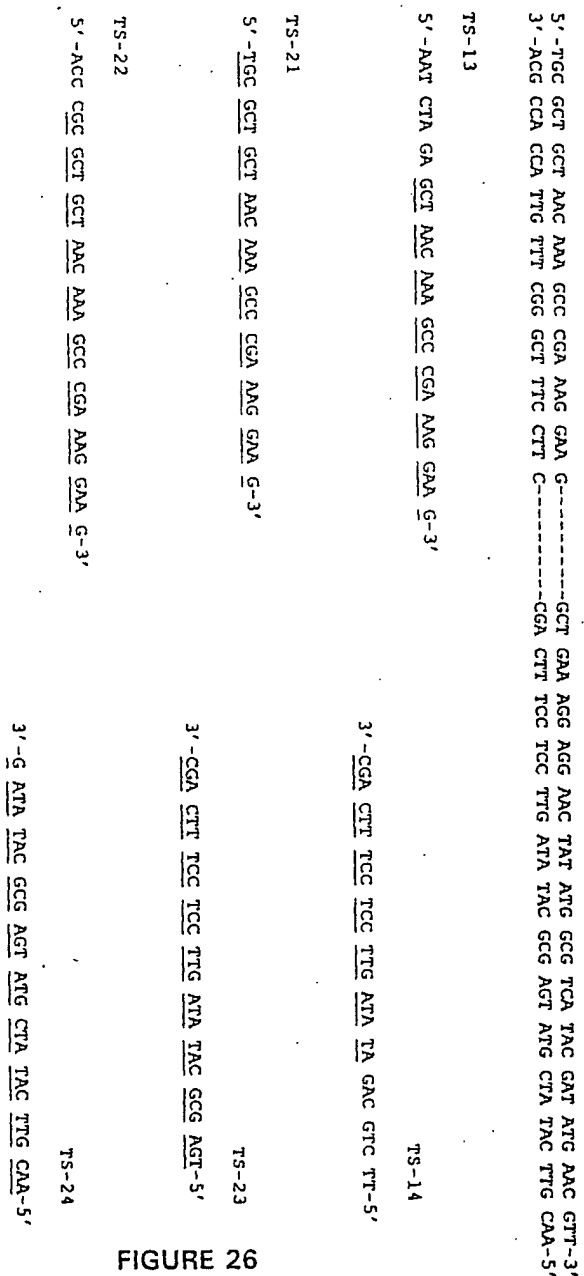 5'-TGC GCT GCT AAC AAA GCC CGA AAG GAA G----------GCT GAA AGG AGG AAC TAT ATG GCG TCA TAC GAT ATG AAC GTT-3'
3'-ACG CCA CCA TTG TTT CGG GCT TTC CTT C----------CGA CTT TCC TCC TTG ATA TAC GCG AGT ATG CTA TAC TTG CAA-5'
TS-13
5'-AAT CTA GA GCT AAC AAA GCC CGA AAG GAA G-3'
TS-14
3'-CGA CTT TCC TCC TTG ATA TA GAC GTC TT-5'
TS-21
5'-TGC GCT GCT AAC AAA GCC CGA AAG GAA G-3'
TS-23
3'-CGA CTT TCC TCC TTG ATA TAC GCG AGT-5'
TS-22
5'-ACC CGC GCT GCT AAC AAA GCC CGA AAG GAA G-3'
TS-24
3'-G ATA TAC GCG AGT ATG CTA TAC TTG CAA-5'
FIGURE 26